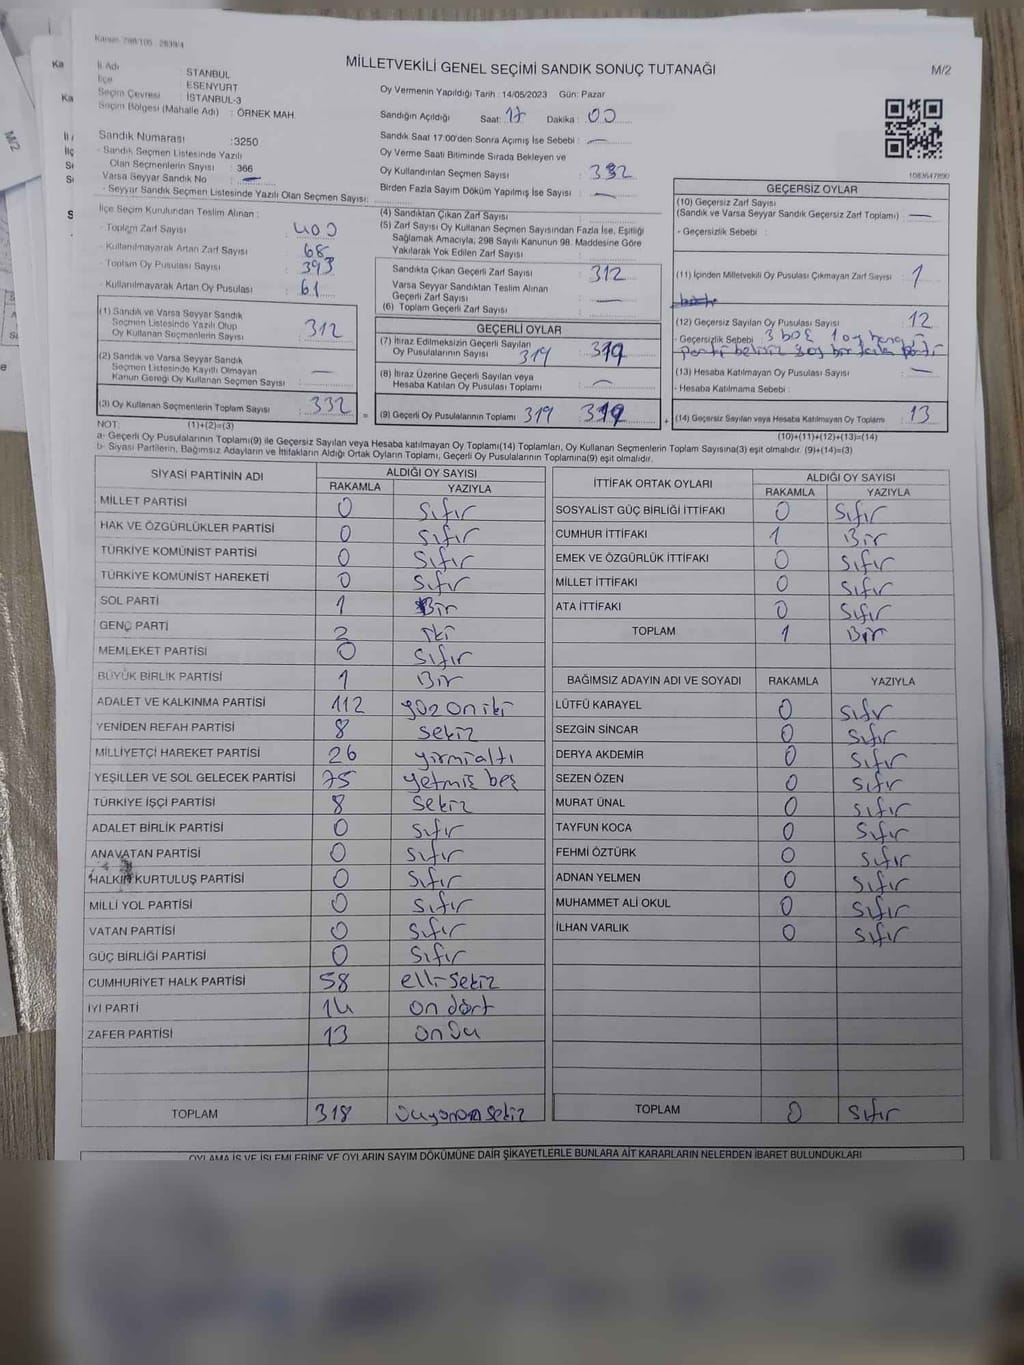 MİLLETVEKİLİ GENEL SEÇİMİ SANDIK SONUÇ TUTANAĞI
M/2
İl Adı : İSTANBUL
İlçe : ESENYURT
Seçim Çevresi : İSTANBUL-3
Seçim Bölgesi (Mahalle Adı) : ÖRNEK MAH
Sandık Numarası :3250
- Sandık Seçmen Listesinde Yazılı
Olan Seçmenlerin Sayısı : 366
Varsa Seyyar Sandık No : —
- Seyyar Sandık Seçmen Listesinde Yazılı Olan Seçmen Sayısı:
Oy Vermenin Yapıldığı Tarih : 14/05/2023 Gün: Pazar
Sandığın Açıldığı Saat: 17 Dakika : 00
Sandık Saat 17:00'den Sonra Açımış İse Sebebi : —
Oy Verme Saati Bitiminde Sırada Bekleyen ve
Oy Kullandırılan Seçmen Sayısı : 332
Birden Fazla Sayım Döküm Yapılmış İse Sayısı : —
İlçe Seçim Kurulundan Teslim Alınan :
- Toplam Zarf Sayısı : 400
- Kullanılmayarak Artan Zarf Sayısı : 68
- Toplam Oy Pusulası Sayısı : 393
- Kullanılmayarak Artan Oy Pusulası : 61
(1) Sandık ve Varsa Seyyar Sandık
Seçmen Listesinde Yazılı Olup
Oy Kullanan Seçmenlerin Sayısı : 312
(2) Sandık ve Varsa Seyyar Sandık
Seçmen Listesinde Kayıtlı Olmayan
Kanun Gereği Oy Kullanan Seçmen Sayısı : —
(3) Oy Kullanan Seçmenlerin Toplam Sayısı : 332
(4) Sandıktan Çıkan Zarf Sayısı :
(5) Zarf Sayısı Oy Kullanan Seçmen Sayısından Fazla İse, Eşitliği
Sağlamak Amacıyla, 298 Sayılı Kanunun 98. Maddesine Göre
Yakılarak Yok Edilen Zarf Sayısı :
Sandıkta Çıkan Geçerli Zarf Sayısı : 312
Varsa Seyyar Sandıktan Teslim Alınan
Geçerli Zarf Sayısı : —
(6) Toplam Geçerli Zarf Sayısı :
GEÇERLİ OYLAR
(7) İtiraz Edilmeksizin Geçerli Sayılan
Oy Pusulalarının Sayısı 319 : 319
(8) İtiraz Üzerine Geçerli Sayılan veya
Hesaba Katılan Oy Pusulası Toplamı : —
= (9) Geçerli Oy Pusulalarının Toplamı 319 : 319 +
1083647890
GEÇERSİZ OYLAR
(10) Geçersiz Zarf Sayısı
(Sandık ve Varsa Seyyar Sandık Geçersiz Zarf Toplamı) : —
- Geçersizlik Sebebi :
(11) İçinden Milletvekili Oy Pusulası Çıkmayan Zarf Sayısı : 1
(12) Geçersiz Sayılan Oy Pusulası Sayısı : 12
- Geçersizlik Sebebi : 3 boş 1 oy hangi
parti belirsiz
(13) Hesaba Katılmayan Oy Pusulası Sayısı : —
- Hesaba Katılmama Sebebi :
(14) Geçersiz Sayılan veya Hesaba Katılmayan Oy Toplamı : 13
NOT: (1)+(2)=(3)
(10)+(11)+(12)+(13)=(14)
a- Geçerli Oy Pusulalarının Toplamı(9) ile Geçersiz Sayılan veya Hesaba katılmayan Oy Toplamı(14) Toplamları, Oy Kullanan Seçmenlerin Toplam Sayısına(3) eşit olmalıdır. (9)+(14)=(3)
b- Siyasi Partilerin, Bağımsız Adayların ve İttifakların Aldığı Ortak Oyların Toplamı, Geçerli Oy Pusulalarının Toplamına(9) eşit olmalıdır.
SİYASİ PARTİNİN ADI ALDIĞI OY SAYISI
RAKAMLA YAZIYLA
MİLLET PARTİSİ 0 sıfır
HAK VE ÖZGÜRLÜKLER PARTİSİ 0 sıfır
TÜRKİYE KOMÜNİST PARTİSİ 0 sıfır
TÜRKİYE KOMÜNİST HAREKETİ 0 sıfır
SOL PARTİ 1 Bir
GENÇ PARTİ 2 iki
MEMLEKET PARTİSİ 0 sıfır
BÜYÜK BİRLİK PARTİSİ 1 Bir
ADALET VE KALKINMA PARTİSİ 112 yüz oniki
YENİDEN REFAH PARTİSİ 8 sekiz
MİLLİYETÇİ HAREKET PARTİSİ 26 yirmialtı
YEŞİLLER VE SOL GELECEK PARTİSİ 75 yetmiş beş
TÜRKİYE İŞÇİ PARTİSİ 8 sekiz
ADALET BİRLİK PARTİSİ 0 sıfır
ANAVATAN PARTİSİ 0 sıfır
HALKIN KURTULUŞ PARTİSİ 0 sıfır
MİLLİ YOL PARTİSİ 0 sıfır
VATAN PARTİSİ 0 sıfır
GÜÇ BİRLİĞİ PARTİSİ 0 sıfır
CUMHURİYET HALK PARTİSİ 58 elli-sekiz
İYİ PARTİ 14 on dört
ZAFER PARTİSİ 13
TOPLAM 318
İTTİFAK ORTAK OYLARI ALDIĞI OY SAYISI
RAKAMLA YAZIYLA
SOSYALİST GÜÇ BİRLİĞİ İTTİFAKI 0 sıfır
CUMHUR İTTİFAKI 1 Bir
EMEK VE ÖZGÜRLÜK İTTİFAKI 0 sıfır
MİLLET İTTİFAKI 0 sıfır
ATA İTTİFAKI 0 sıfır
TOPLAM 1 Bir
BAĞIMSIZ ADAYIN ADI VE SOYADI RAKAMLA YAZIYLA
LÜTFÜ KARAYEL 0 sıfır
SEZGİN SİNCAR 0 sıfır
DERYA AKDEMİR 0 sıfır
SEZEN ÖZEN 0 sıfır
MURAT ÜNAL 0 sıfır
TAYFUN KOCA 0 sıfır
FEHMİ ÖZTÜRK 0 sıfır
ADNAN YELMEN 0 sıfır
MUHAMMET ALİ OKUL 0 sıfır
İLHAN VARLIK 0 sıfır
TOPLAM 0 sıfır
OYLAMA İŞ VE İŞLEMLERİNE VE OYLARIN SAYIM DÖKÜMÜNE DAİR ŞİKAYETLERLE BUNLARA AİT KARARLARIN NELERDEN İBARET BULUNDUKLARI